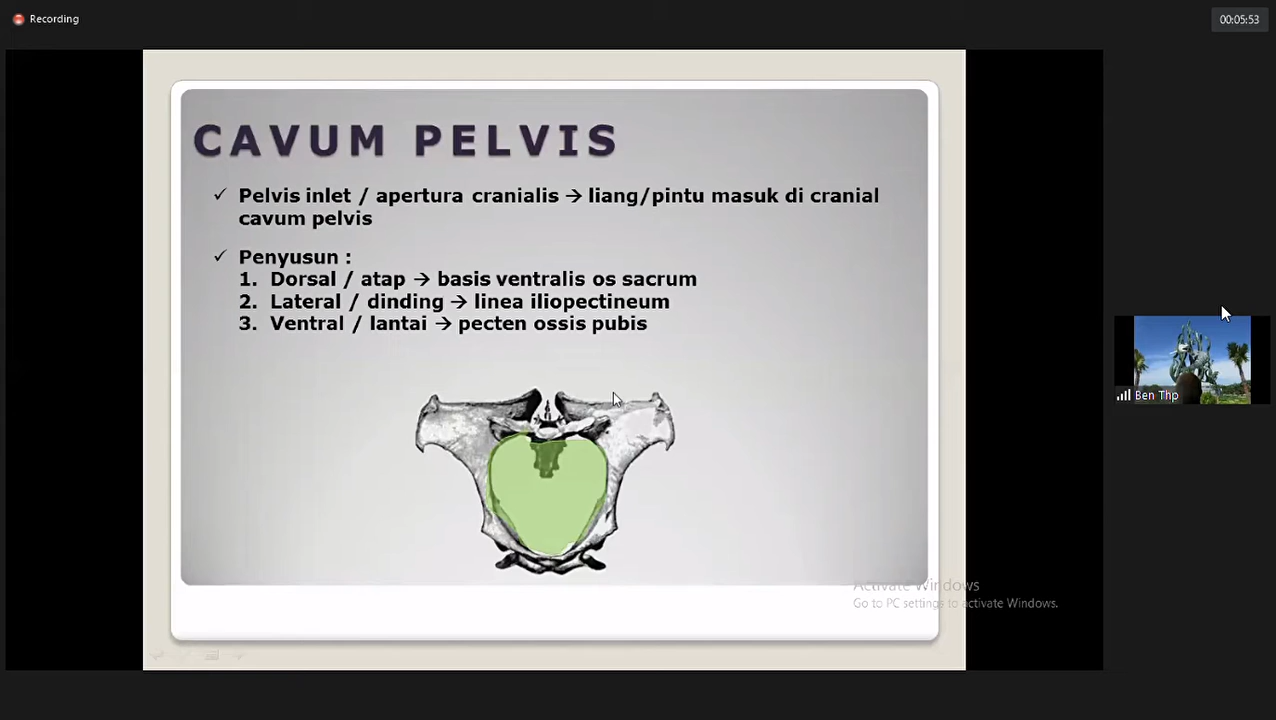 Recording
00:05:53
CAVUM PELVIS
✓ Pelvis inlet / apertura cranialis → liang/pintu masuk di cranial
cavum pelvis
✓ Penyusun :
1. Dorsal / atap → basis ventralis os sacrum
2. Lateral / dinding → linea iliopectineum
3. Ventral / lantai → pecten ossis pubis
Ben Thp
Activate Windows
Go to PC settings to activate Windows.